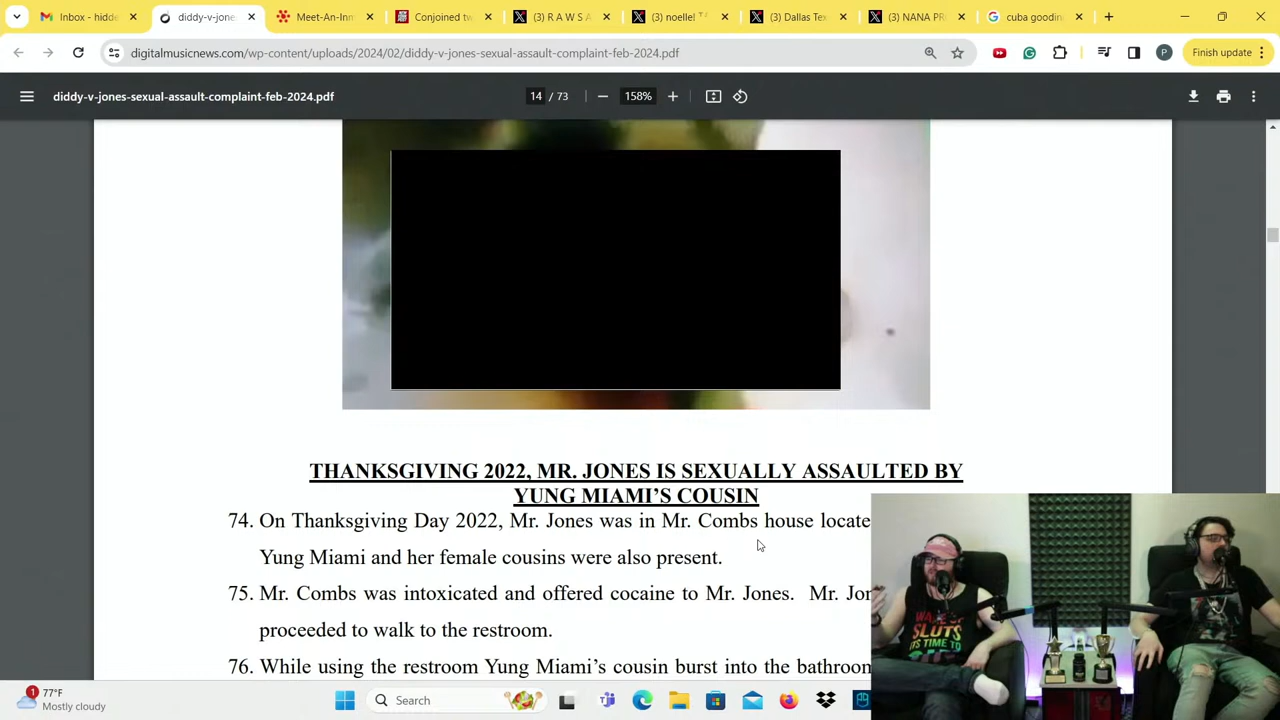 Inbox - hidde
diddy-v-jone
Meet-An-Inn
Conjoined tw
(3) R A W S A
(3) noelle!
(3) Dallas Tex
(3) NANA PR
cuba goodin
digitalmusicnews.com/wp-content/uploads/2024/02/diddy-v-jones-sexual-assault-complaint-feb-2024.pdf
P
Finish update
diddy-v-jones-sexual-assault-complaint-feb-2024.pdf
14 / 73
158%
THANKSGIVING 2022, MR. JONES IS SEXUALLY ASSAULTED BY
YUNG MIAMI'S COUSIN
74. On Thanksgiving Day 2022, Mr. Jones was in Mr. Combs house locate
Yung Miami and her female cousins were also present.
75. Mr. Combs was intoxicated and offered cocaine to Mr. Jones. Mr. Jon
proceeded to walk to the restroom.
76. While using the restroom Yung Miami's cousin burst into the bathroom
SLUTS
IT'S TIME TO
1
77°F
Mostly cloudy
Search